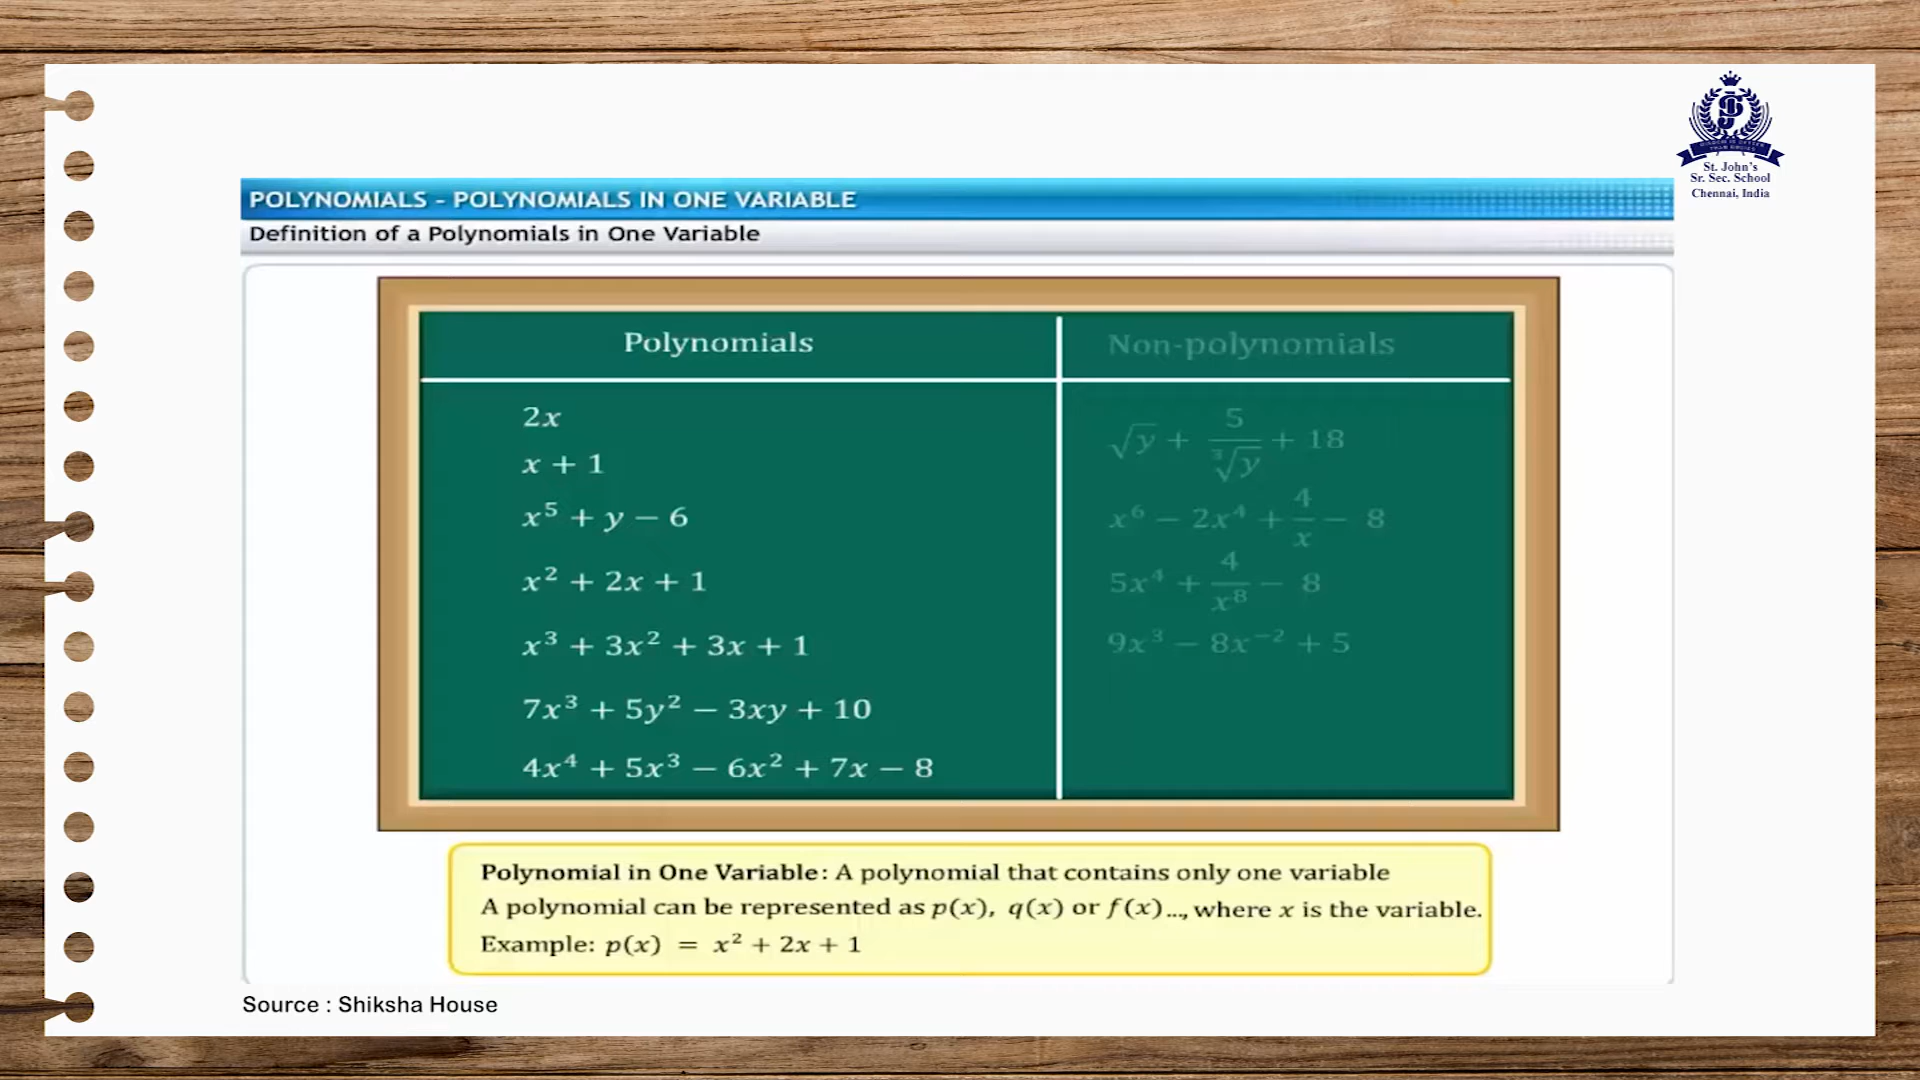 St. John's
Sr. Sec. School
Chennai, India
POLYNOMIALS - POLYNOMIALS IN ONE VARIABLE
Definition of a Polynomials in One Variable
Polynomials
2x
x + 1
x⁵ + y − 6
x² + 2x + 1
x³ + 3x² + 3x + 1
7x³ + 5y² − 3xy + 10
4x⁴ + 5x³ − 6x² + 7x − 8
Non-polynomials
√y + 5/∛y + 18
x⁶ − 2x⁴ + 4/x − 8
5x⁴ + 4/x⁸ − 8
9x³ − 8x⁻² + 5
Polynomial in One Variable: A polynomial that contains only one variable
A polynomial can be represented as p(x), q(x) or f(x)..., where x is the variable.
Example: p(x) = x² + 2x + 1
Source : Shiksha House